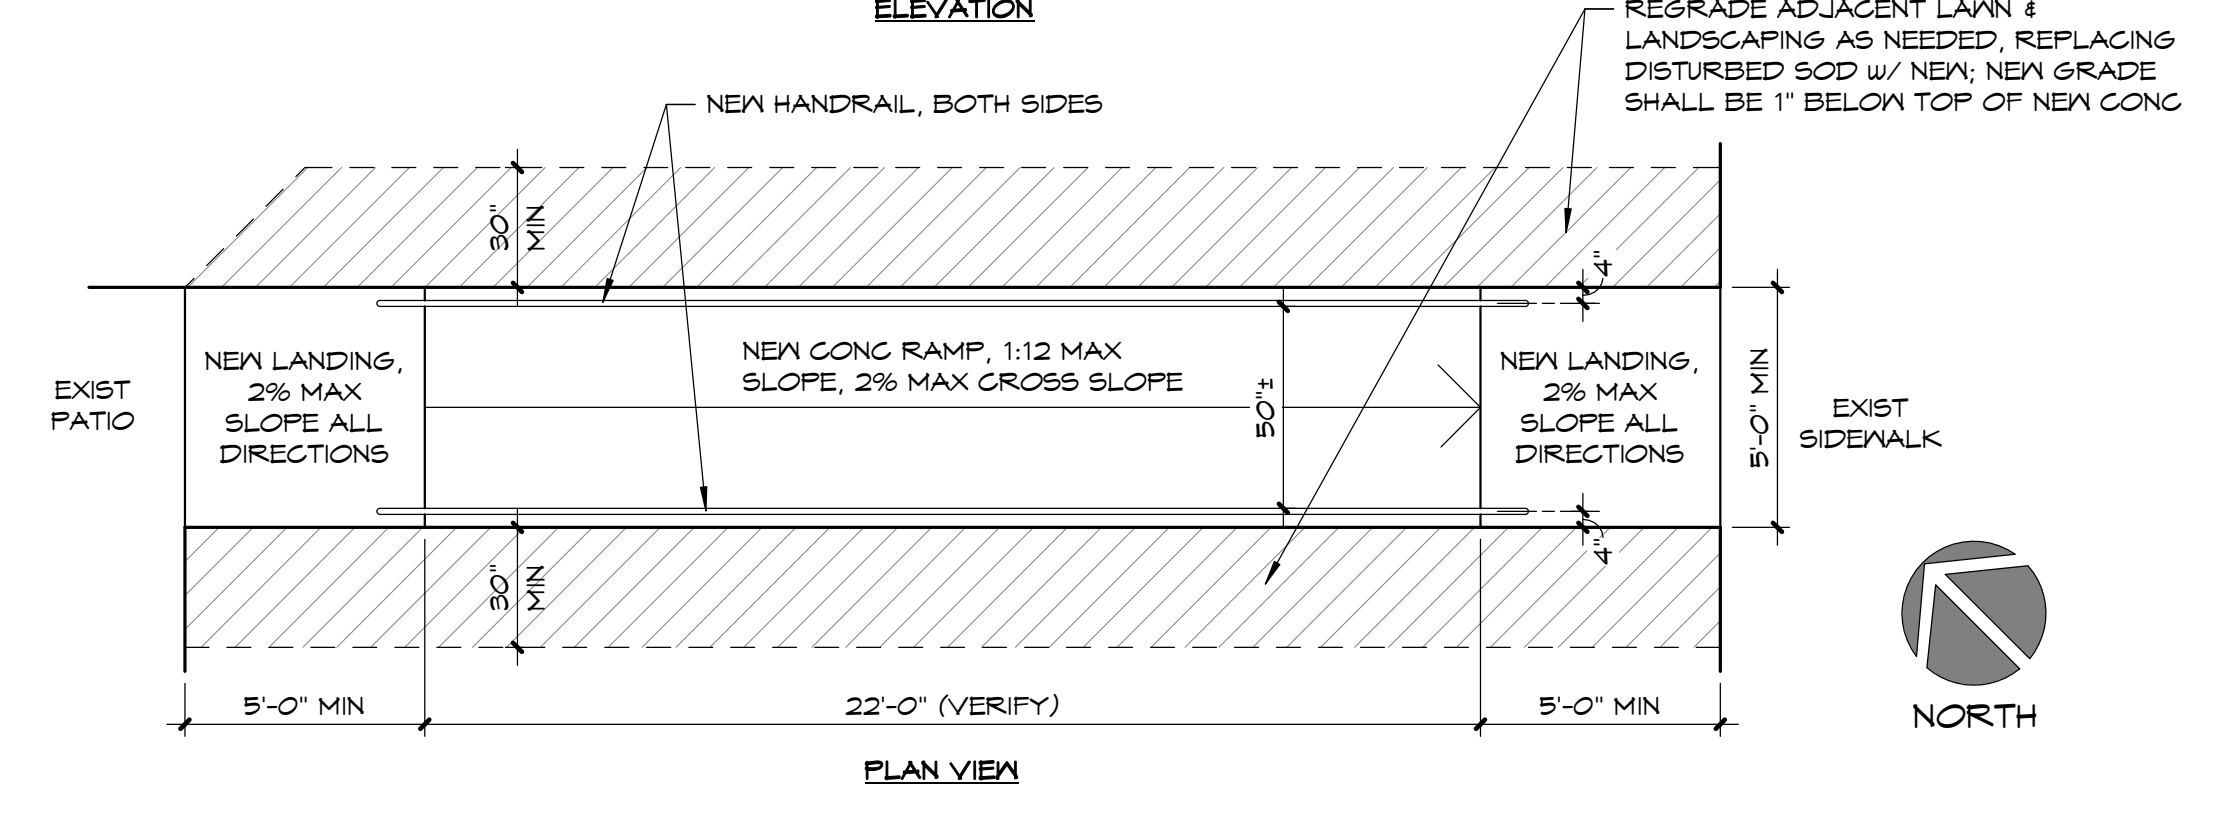 ELEVATION
REGRADE ADJACENT LAWN &
LANDSCAPING AS NEEDED, REPLACING
DISTURBED SOD w/ NEW; NEW GRADE
SHALL BE 1" BELOW TOP OF NEW CONC
NEW HANDRAIL, BOTH SIDES
30"
MIN
4"
NEW LANDING,
2% MAX
SLOPE ALL
DIRECTIONS
EXIST
PATIO
NEW CONC RAMP, 1:12 MAX
SLOPE, 2% MAX CROSS SLOPE
50"±
NEW LANDING,
2% MAX
SLOPE ALL
DIRECTIONS
5'-0" MIN
EXIST
SIDEWALK
30"
MIN
4"
5'-0" MIN
22'-0" (VERIFY)
5'-0" MIN
NORTH
PLAN VIEW